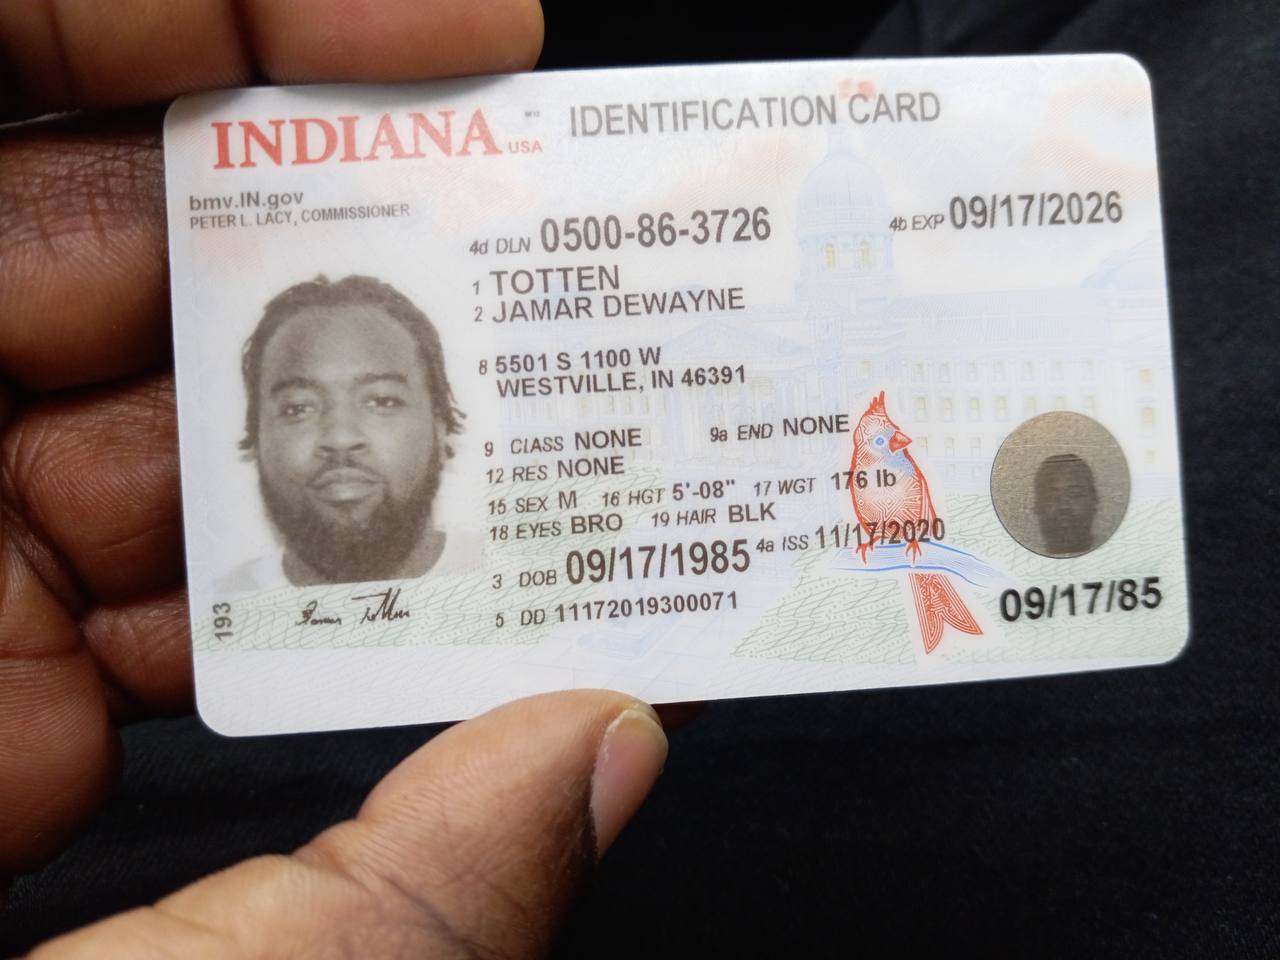 INDIANA USA
IDENTIFICATION CARD
bmv.IN.gov
PETER L. LACY, COMMISSIONER
4d DLN 0500-86-3726
4b EXP 09/17/2026
1 TOTTEN
2 JAMAR DEWAYNE
8 5501 S 1100 W
WESTVILLE, IN 46391
9 CLASS NONE 9a END NONE
12 RES NONE
15 SEX M 16 HGT 5'-08" 17 WGT 176 lb
18 EYES BRO 19 HAIR BLK
3 DOB 09/17/1985 4a ISS 11/17/2020
5 DD 11172019300071
09/17/85
193